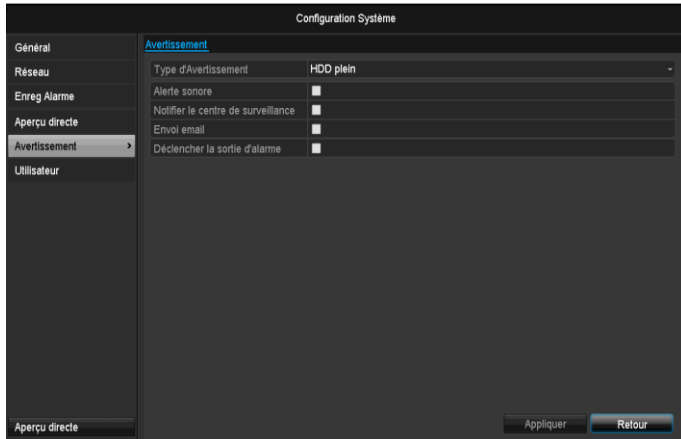 Configuration Système
Général
Réseau
Enreg Alarme
Aperçu directe
Avertissement
Utilisateur
Aperçu directe
Avertissement
Type d'Avertissement HDD plein
Alerte sonore
Notifier le centre de surveillance
Envoi email
Déclencher la sortie d'alarme
Appliquer Retour